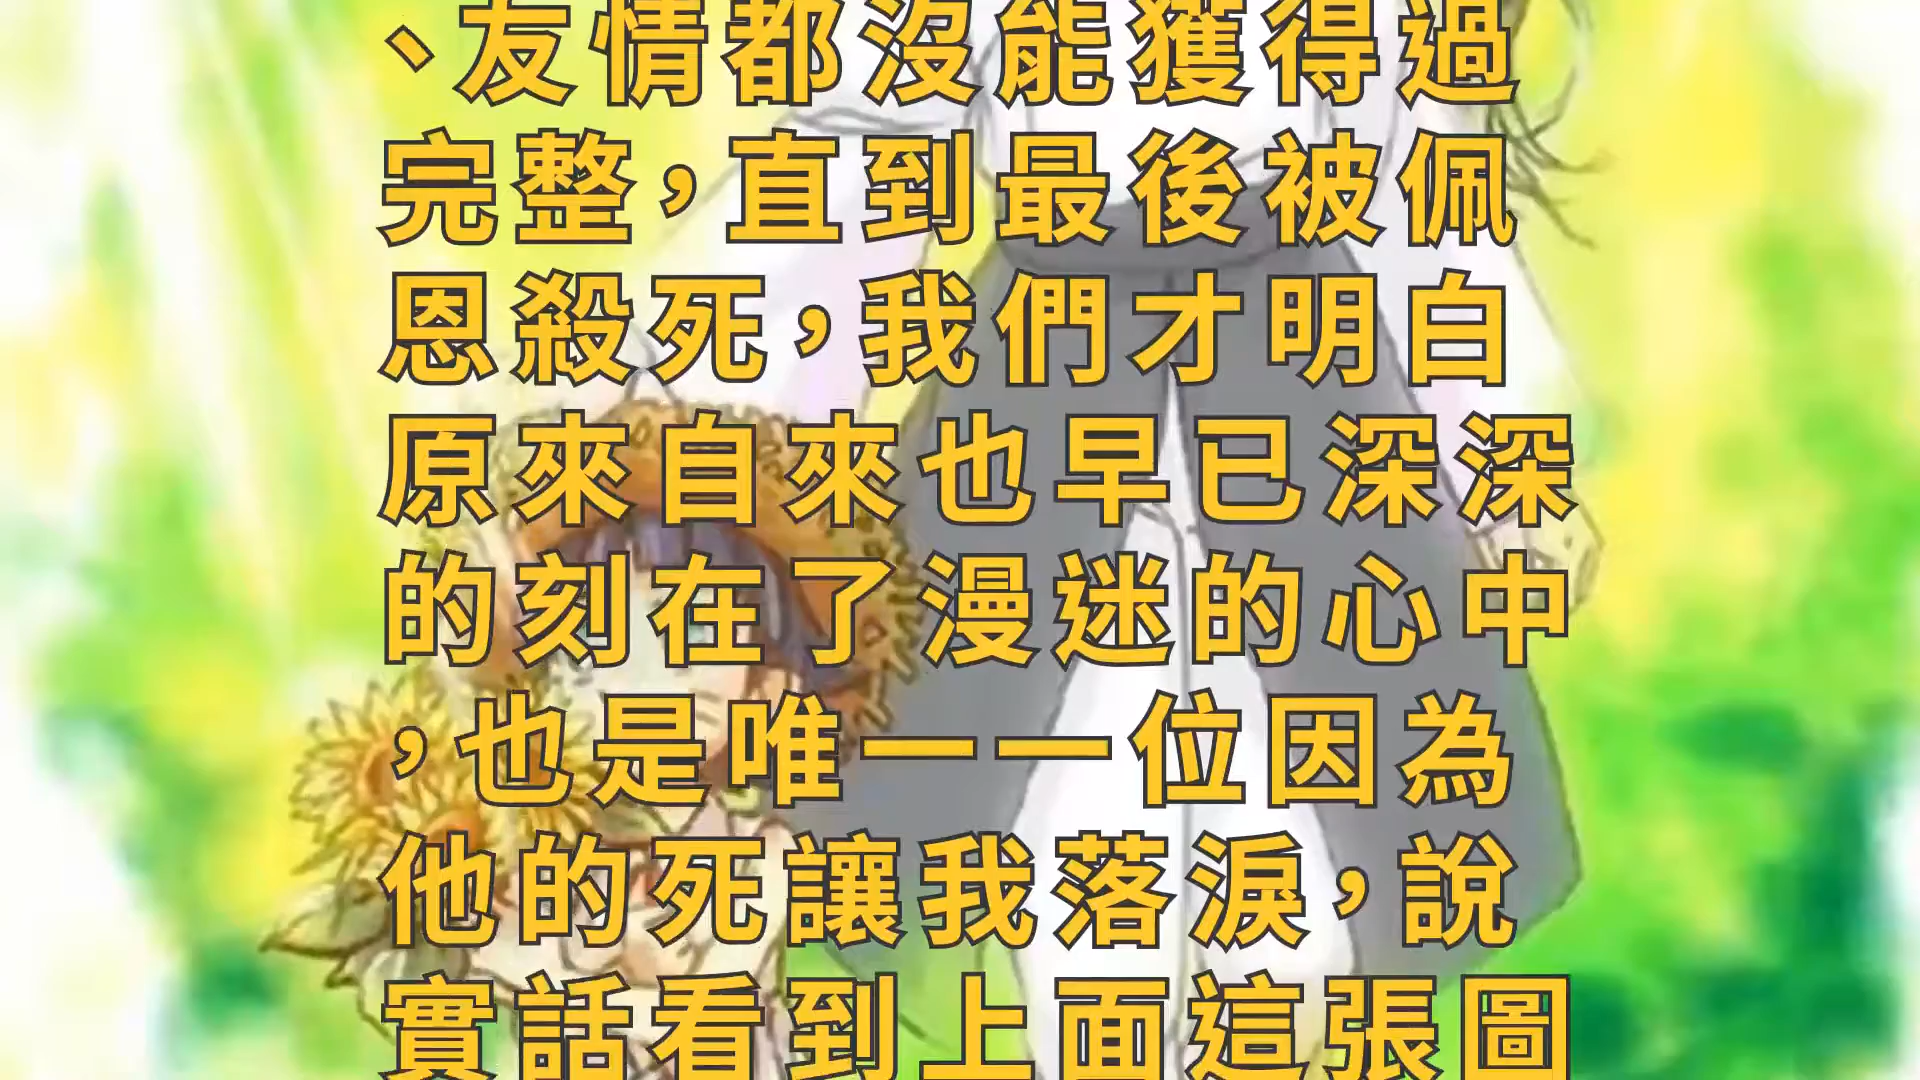 、友情都沒能獲得過
完整，直到最後被佩
恩殺死，我們才明白
原來自來也早已深深
的刻在了漫迷的心中
，也是唯一一位因為
他的死讓我落淚，說
實話看到上面這張圖